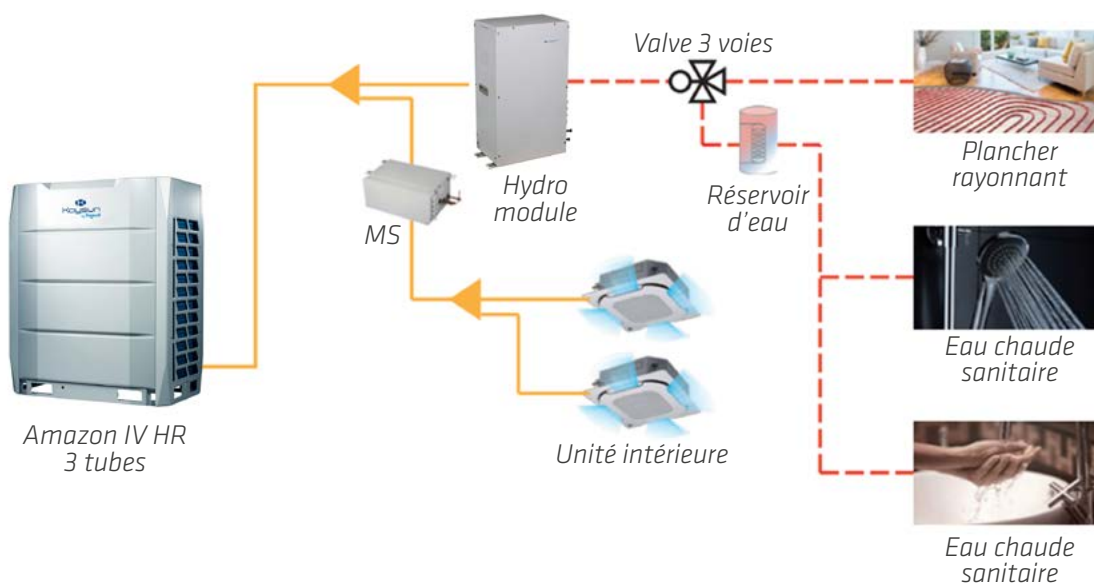 Valve 3 voies
Hydro
module
Réservoir
d'eau
Plancher
rayonnant
MS
Kaysun
Eau chaude
sanitaire
Amazon IV HR
3 tubes
Unité intérieure
Eau chaude
sanitaire